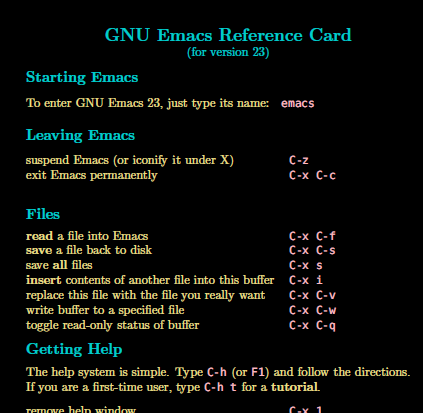 GNU Emacs Reference Card
(for version 23)
Starting Emacs
To enter GNU Emacs 23, just type its name: emacs
Leaving Emacs
suspend Emacs (or iconify it under X) C-z
exit Emacs permanently C-x C-c
Files
read a file into Emacs C-x C-f
save a file back to disk C-x C-s
save all files C-x s
insert contents of another file into this buffer C-x i
replace this file with the file you really want C-x C-v
write buffer to a specified file C-x C-w
toggle read-only status of buffer C-x C-q
Getting Help
The help system is simple. Type C-h (or F1) and follow the directions.
If you are a first-time user, type C-h t for a tutorial.
remove help window C-x 1